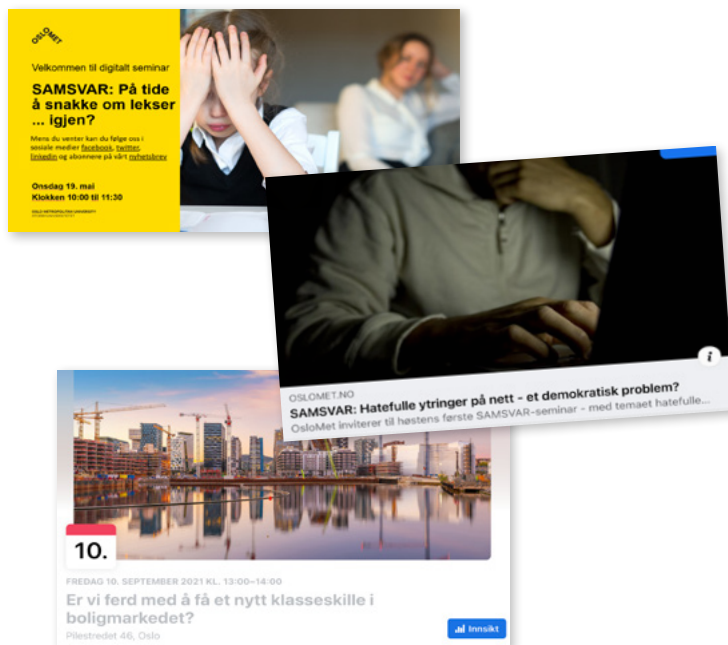 OSLOMET
Velkommen til digitalt seminar
SAMSVAR: På tide
å snakke om lekser
... igjen?
Mens du venter kan du følge oss i
sosiale medier facebook, twitter,
linkedin og abonnere på vårt nyhetsbrev
Onsdag 19. mai
Klokken 10:00 til 11:30
OSLO METROPOLITAN UNIVERSITY
STORBYUNIVERSITETET
i
OSLOMET.NO
SAMSVAR: Hatefulle ytringer på nett - et demokratisk problem?
OsloMet inviterer til høstens første SAMSVAR-seminar - med temaet hatefulle...
10.
FREDAG 10. SEPTEMBER 2021 KL. 13:00–14:00
Er vi ferd med å få et nytt klasseskille i
boligmarkedet?
Pilestredet 46, Oslo
Innsikt